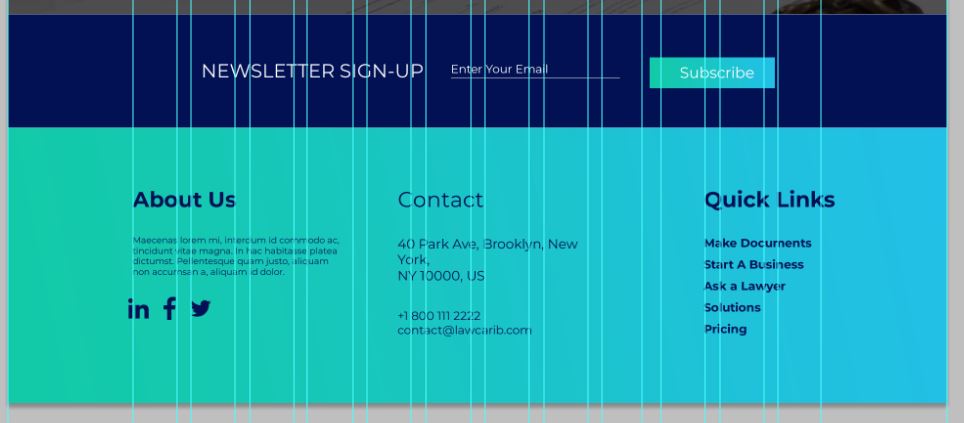 NEWSLETTER SIGN-UP
Enter Your Email
Subscribe
About Us
Maecenas lorem mi, intercum id commodo ac,
tincidunt vitae magna. In hac habitasse platea
dictumst. Pellentesque quam justo, aliquam
non accumsan a, aliquam id dolor.
in f
Contact
40 Park Ave, Brooklyn, New
York,
NY 10000, US
+1 800 111 2222
contact@lawcarib.com
Quick Links
Make Documents
Start A Business
Ask a Lawyer
Solutions
Pricing